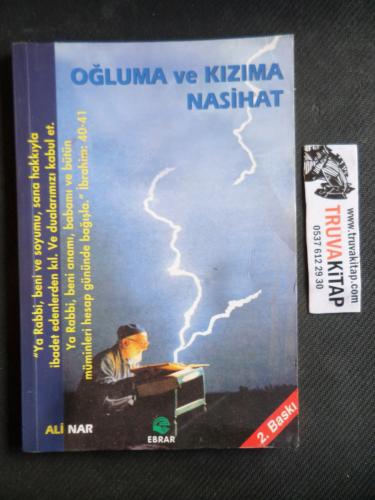 OĞLUMA ve KIZIMA
NASİHAT
"Ya Rabbi, beni ve soyumu, sana hakkıyla
ibadet edenlerden kıl. Ve dualarımızı kabul et.
Ya Rabbi, beni anamı, babamı ve bütün
müminleri hesap gününde bağışla." İbrahim: 40-41
ALİ NAR
EBRAR
2. Baskı
www.truvakitap.com
TRUVAKİTAP
0537 612 29 30